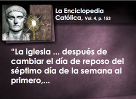 La Enciclopedia
Católica, Vol. 4, p. 153
“La Iglesia ... después de
cambiar el día de reposo del
séptimo día de la semana al
primero,...